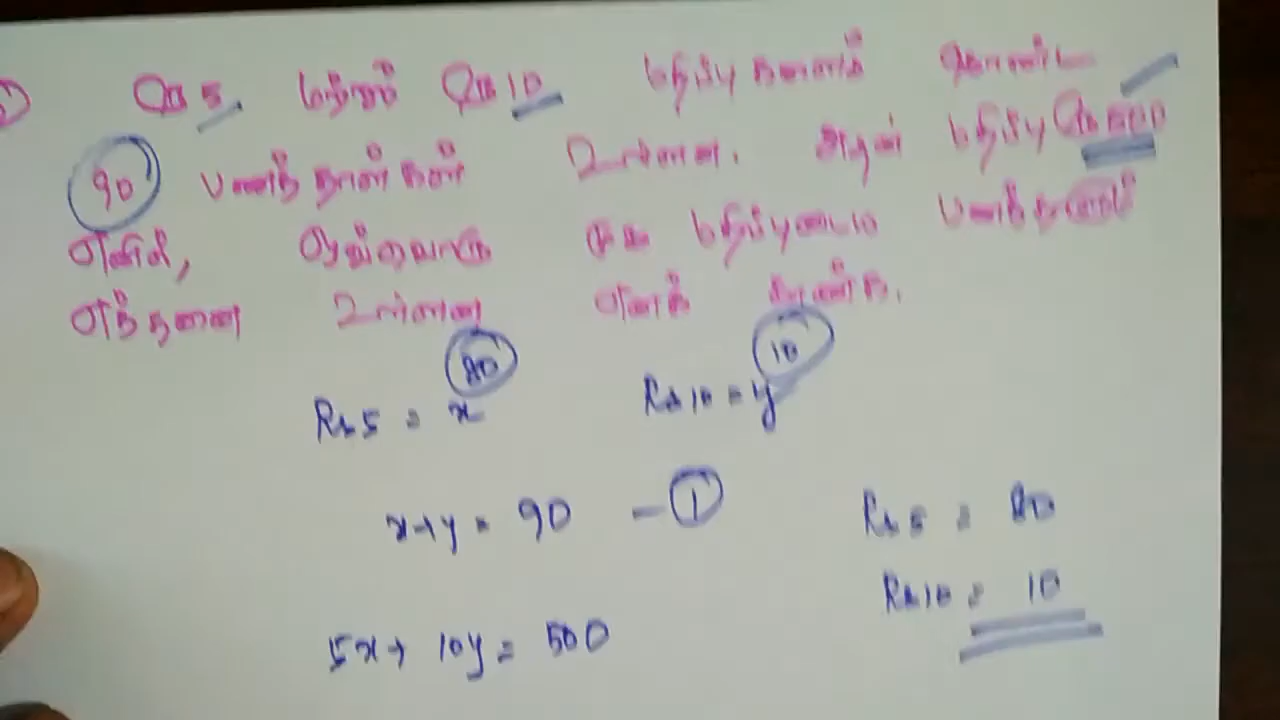 ரூ 5 மற்றும் ரூ 10 மதிப்புகளைக் கொண்ட
90 பணத்தாள்கள் உள்ளன. அதன் மதிப்பு ரூ 500
எனில், ஒவ்வொரு மதிப்புடைய பணத்தாளும்
எத்தனை உள்ளன எனக் காண்க.
80 10
Rs 5 = x Rs 10 = y
x+y = 90 - ①
Rs 5 = 80
Rs 10 = 10
5x + 10y = 500